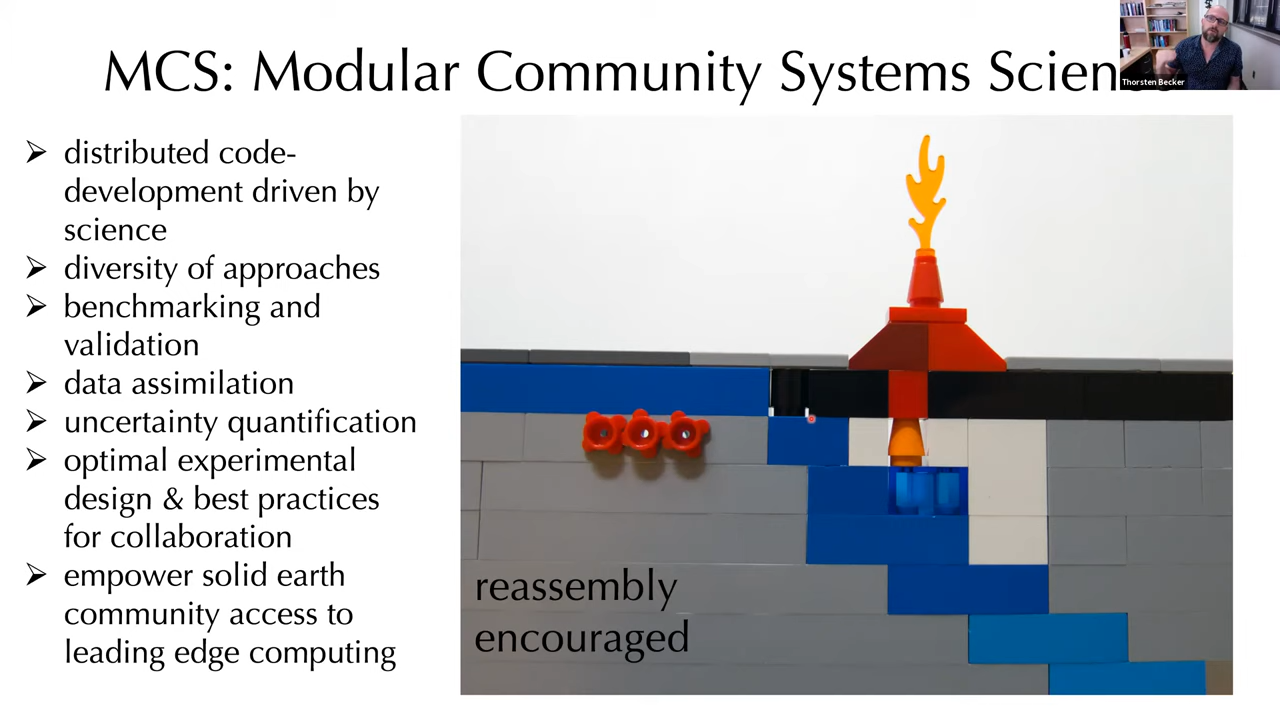 MCS: Modular Community Systems Scien
Thorsten Becker
➢ distributed code-
development driven by
science
➢ diversity of approaches
➢ benchmarking and
validation
➢ data assimilation
➢ uncertainty quantification
➢ optimal experimental
design & best practices
for collaboration
➢ empower solid earth
community access to
leading edge computing
reassembly
encouraged